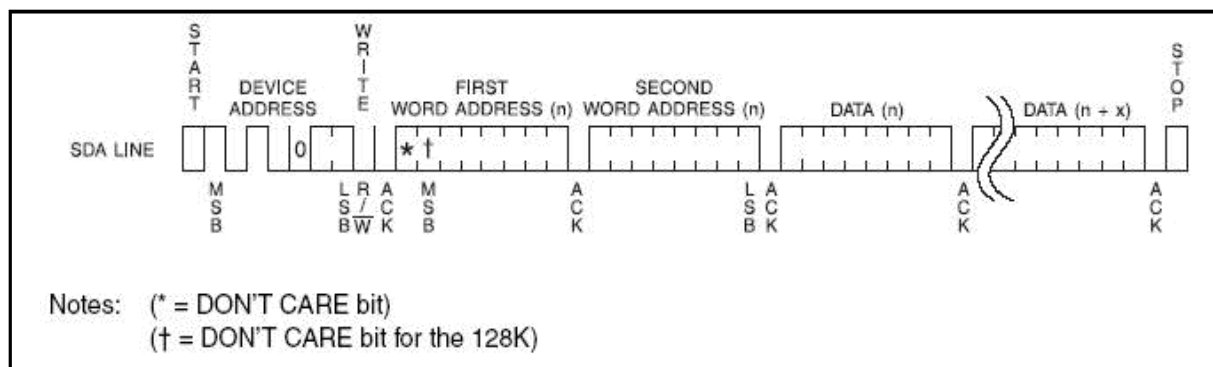 START
WRITE
STOP
DEVICE
ADDRESS
FIRST
WORD ADDRESS (n)
SECOND
WORD ADDRESS (n)
DATA (n)
DATA (n + x)
SDA LINE
0
* †
MSB
LSB
R/W
ACK
MSB
ACK
LSB
ACK
ACK
ACK
Notes: (* = DON'T CARE bit)
(† = DON'T CARE bit for the 128K)